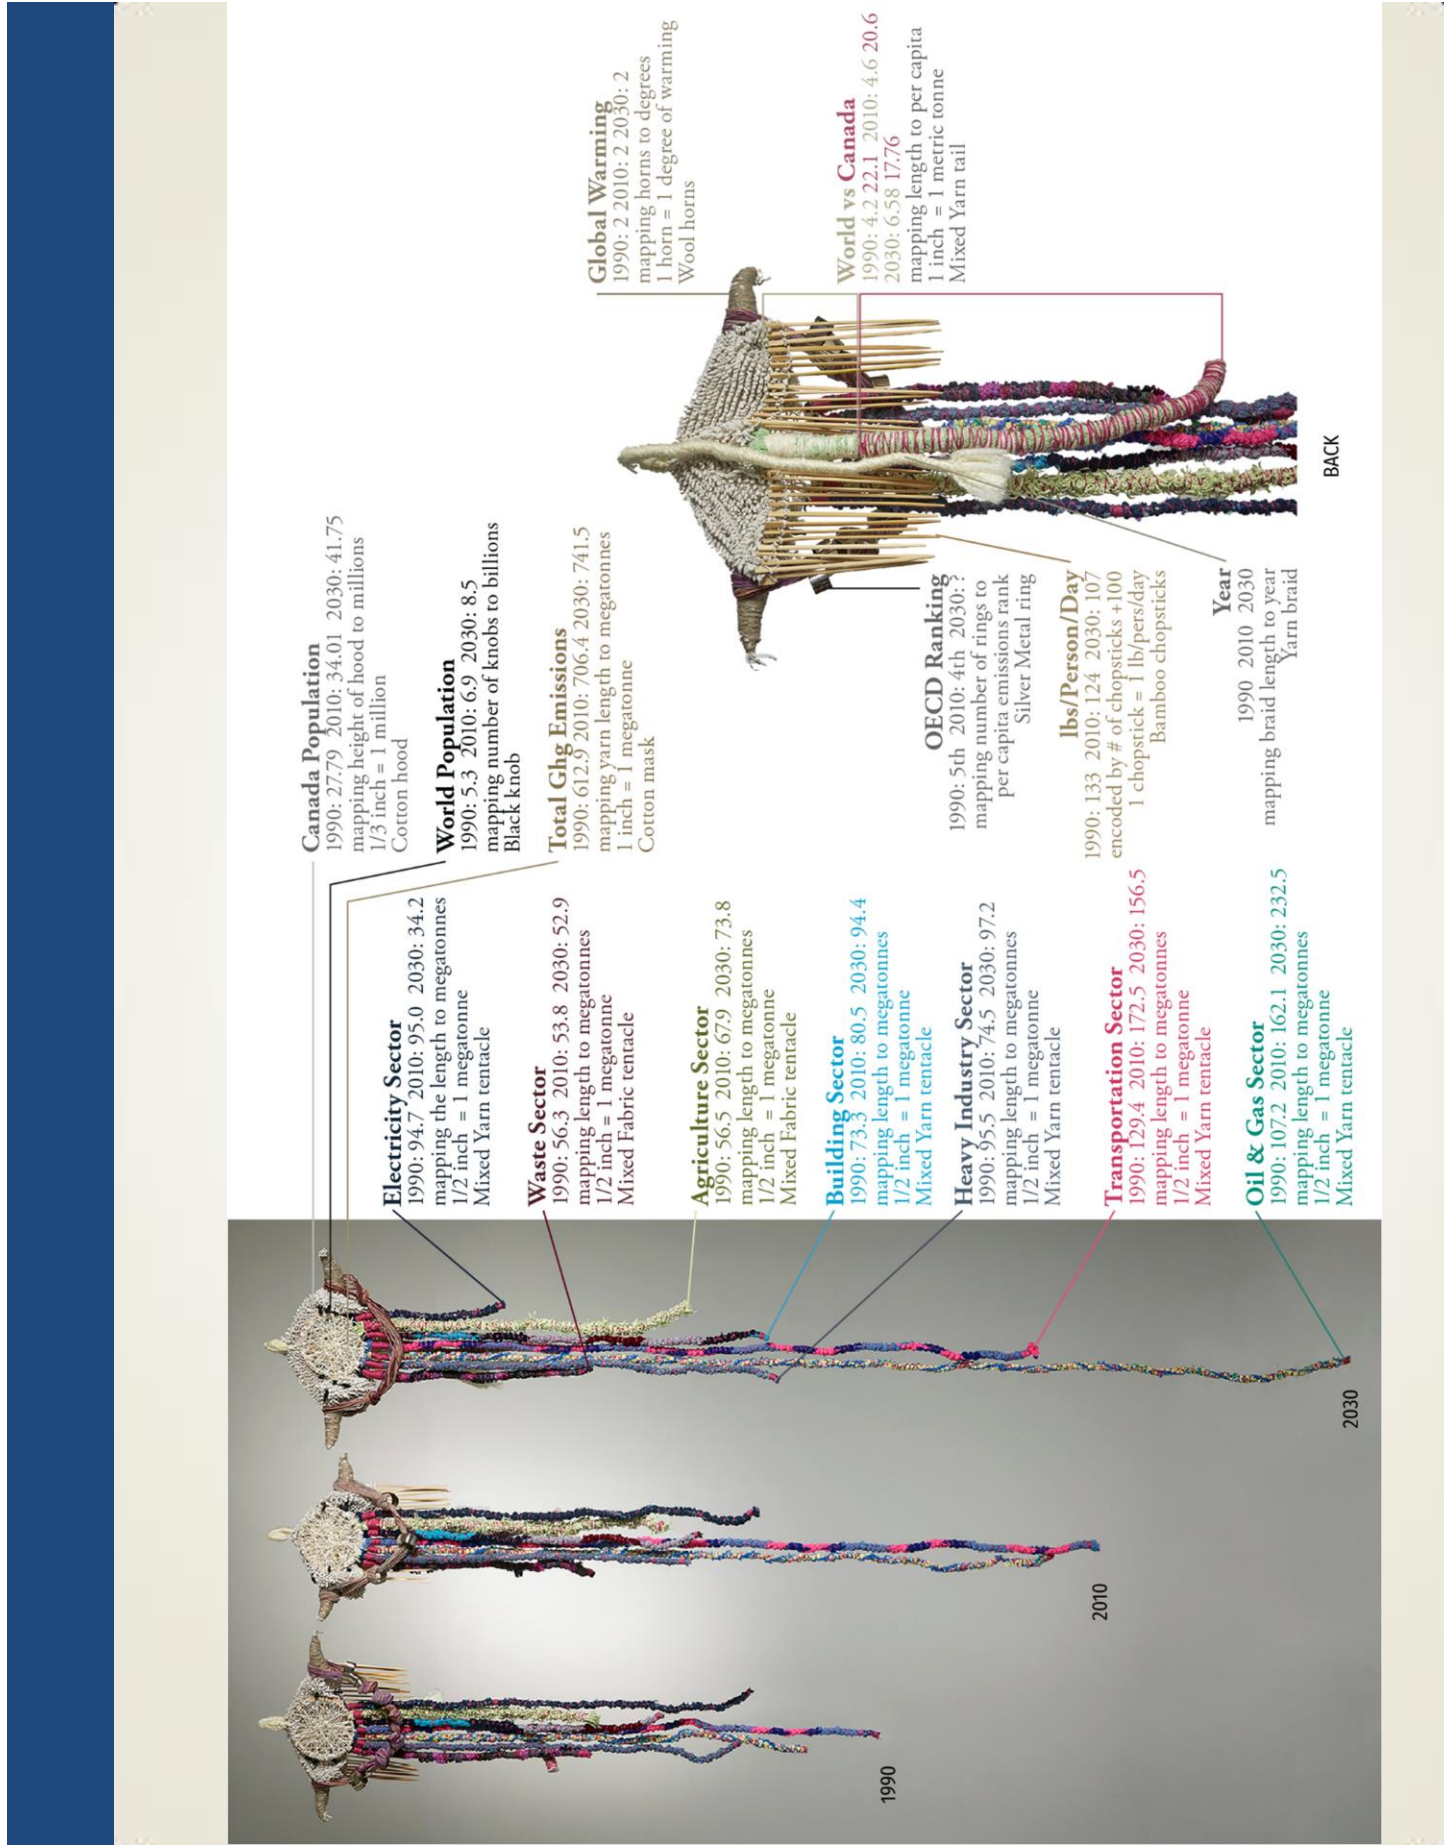 Canada Population
1990: 27.79 2010: 34.01 2030: 41.75
mapping height of hood to millions
1/3 inch = 1 million
Cotton hood
World Population
1990: 5.3 2010: 6.9 2030: 8.5
mapping number of knobs to billions
Black knob
Total Ghg Emissions
1990: 612.9 2010: 706.4 2030: 741.5
mapping yarn length to megatonnes
1 inch = 1 megatonne
Cotton mask
Global Warming
1990: 2 2010: 2 2030: 2
mapping horns to degrees
1 horn = 1 degree of warming
Wool horns
World vs Canada
1990: 4.2 22.1 2010: 4.6 20.6
2030: 6.58 17.76
mapping length to per capita
1 inch = 1 metric tonne
Mixed Yarn tail
Electricity Sector
1990: 94.7 2010: 95.0 2030: 34.2
mapping the length to megatonnes
1/2 inch = 1 megatonne
Mixed Yarn tentacle
Waste Sector
1990: 56.3 2010: 53.8 2030: 52.9
mapping length to megatonnes
1/2 inch = 1 megatonne
Mixed Fabric tentacle
Agriculture Sector
1990: 56.5 2010: 67.9 2030: 73.8
mapping length to megatonnes
1/2 inch = 1 megatonne
Mixed Fabric tentacle
Building Sector
1990: 73.3 2010: 80.5 2030: 94.4
mapping length to megatonnes
1/2 inch = 1 megatonne
Mixed Yarn tentacle
Heavy Industry Sector
1990: 95.5 2010: 74.5 2030: 97.2
mapping length to megatonnes
1/2 inch = 1 megatonne
Mixed Yarn tentacle
Transportation Sector
1990: 129.4 2010: 172.5 2030: 156.5
mapping length to megatonnes
1/2 inch = 1 megatonne
Mixed Yarn tentacle
Oil & Gas Sector
1990: 107.2 2010: 162.1 2030: 232.5
mapping length to megatonnes
1/2 inch = 1 megatonne
Mixed Yarn tentacle
OECD Ranking
1990: 5th 2010: 4th 2030: ?
mapping number of rings to
per capita emissions rank
Silver Metal ring
lbs/Person/Day
1990: 133 2010: 124 2030: 107
encoded by # of chopsticks +100
1 chopstick = 1 lb/pers/day
Bamboo chopsticks
Year
1990 2010 2030
mapping braid length to year
Yarn braid
BACK
1990
2010
2030